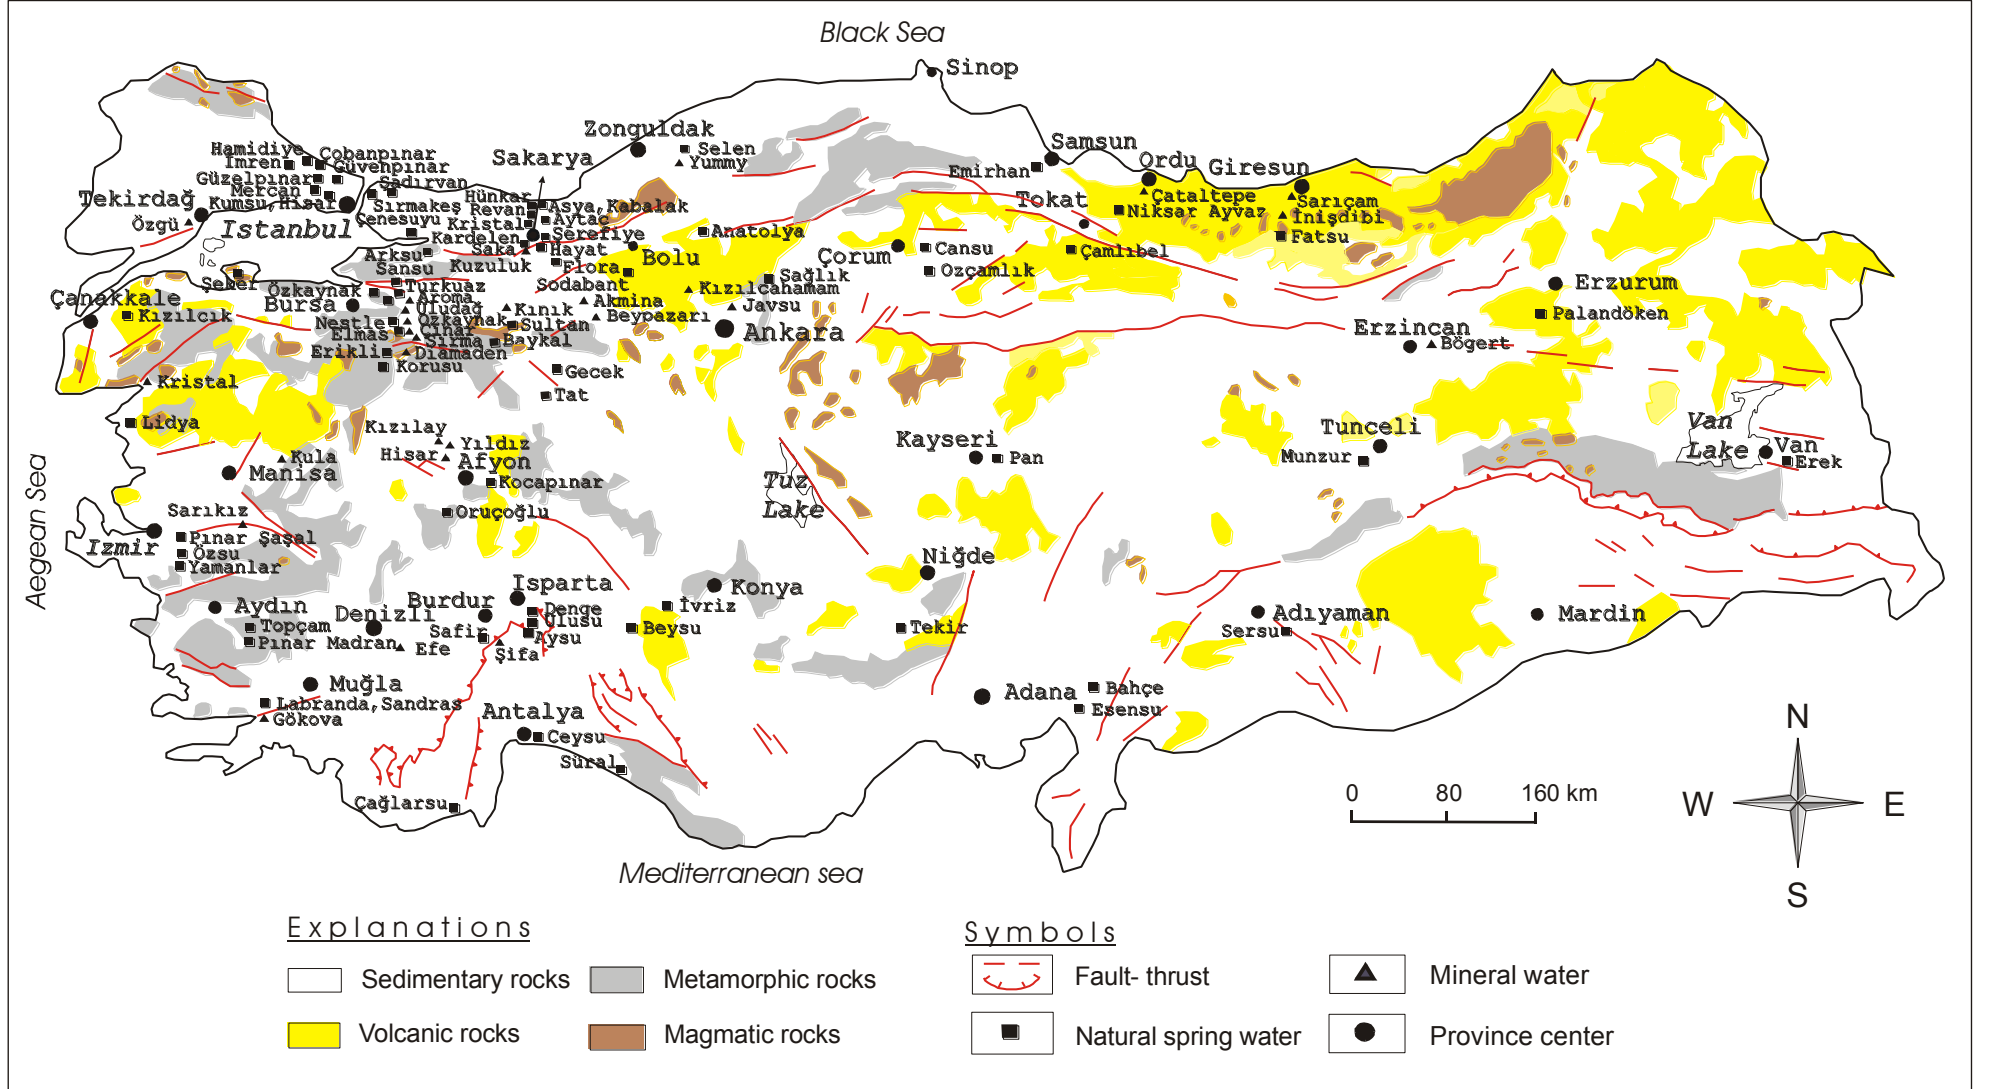 Black Sea
Sinop
Zonguldak
Selen
Yummy
Sakarya
Samsun
Emirhan
Ordu
Giresun
Hamidiye
Imren
Çobanpınar
Güvenpınar
Güzelpınar
Mercan
Şadırvan
Kumsu,Hisar
Tekirdağ
Özgü
Istanbul
Sırmakeş
Çenesuyu
Hünkar
Revan
Kristal
Kardelen
Saka
Asya,Kabalak
Aytaç
Şerefiye
Hayat
Kuzuluk
Flora
Sodabant
Bolu
Anatolya
Tokat
Çataltepe
Niksar Ayvaz
Sarıçam
İnişdibi
Fatsu
Çorum
Cansu
Özçamlık
Çamlıbel
Arksu
Sansu
Şeker
Özkaynak
Turkuaz
Aroma
Bursa
Uludağ
Nestle
Özkaynak
Elmas
Çınar
Sırma
Erikli
Diamaden
Korusu
Kınık
Sultan
Baykal
Akmina
Beypazarı
Kızılcahamam
Sağlık
Javsu
Ankara
Çanakkale
Kızılcık
Kristal
Lidya
Gecek
Tat
Erzurum
Palandöken
Erzincan
Bögert
Kızılay
Yıldız
Hisar
Afyon
Kocapınar
Oruçoğlu
Kula
Manisa
Kayseri
Pan
Tunceli
Munzur
Van
Lake
Van
Erek
Tuz
Lake
Aegean Sea
Sarıkız
Izmir
Pınar Şaşal
Özsu
Yamanlar
Niğde
Konya
İvriz
Beysu
Tekir
Isparta
Denge
Ulusu
Aysu
Burdur
Safir
Şifa
Aydın
Topçam
Pınar Madran
Denizli
Efe
Adıyaman
Sersu
Mardin
Muğla
Labranda,Sandras
Gökova
Antalya
Ceysu
Süral
Çağlarsu
Adana
Bahçe
Esensu
N
W
E
S
0
80
160 km
Mediterranean sea
Explanations
Sedimentary rocks
Metamorphic rocks
Volcanic rocks
Magmatic rocks
Symbols
Fault- thrust
Mineral water
Natural spring water
Province center